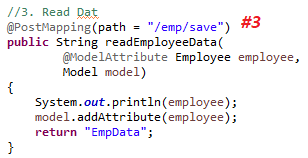 //3. Read Dat
@PostMapping(path = "/emp/save") #3
public String readEmployeeData(
@ModelAttribute Employee employee,
Model model)
{
System.out.println(employee);
model.addAttribute(employee);
return "EmpData";
}